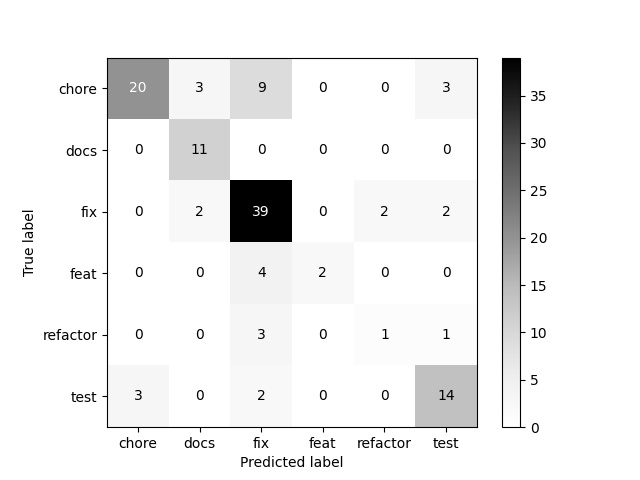 chore 20 3 9 0 0 3
docs 0 11 0 0 0 0
fix 0 2 39 0 2 2
feat 0 0 4 2 0 0
refactor 0 0 3 0 1 1
test 3 0 2 0 0 14
chore docs fix feat refactor test
Predicted label
True label
35
30
25
20
15
10
5
0